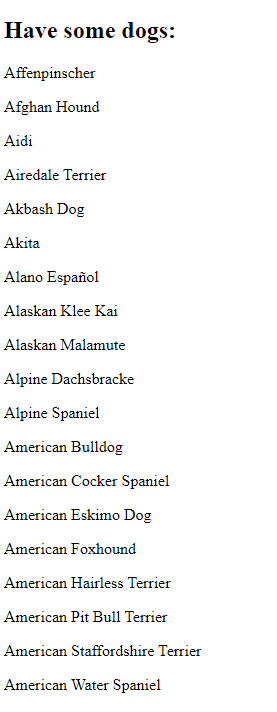 Have some dogs:
Affenpinscher
Afghan Hound
Aidi
Airedale Terrier
Akbash Dog
Akita
Alano Español
Alaskan Klee Kai
Alaskan Malamute
Alpine Dachsbracke
Alpine Spaniel
American Bulldog
American Cocker Spaniel
American Eskimo Dog
American Foxhound
American Hairless Terrier
American Pit Bull Terrier
American Staffordshire Terrier
American Water Spaniel